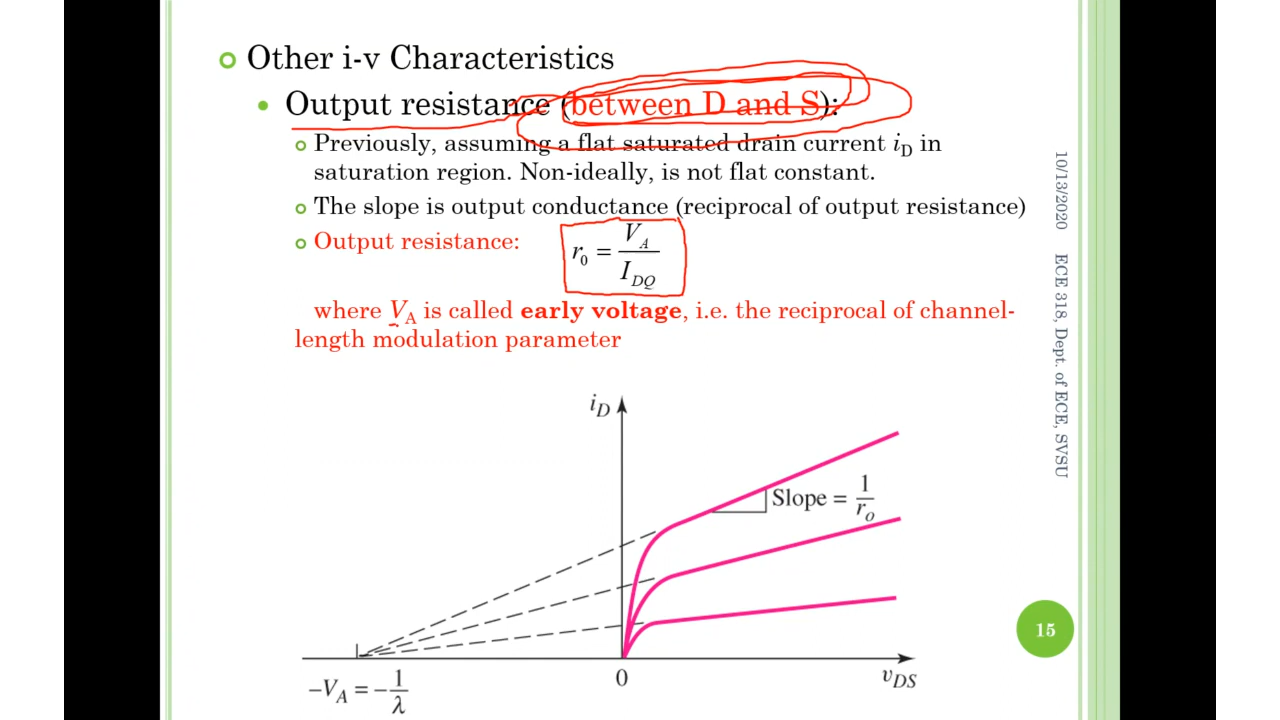 Other i-v Characteristics
Output resistance (between D and S):
Previously, assuming a flat saturated drain current iD in
saturation region. Non-ideally, is not flat constant.
The slope is output conductance (reciprocal of output resistance)
Output resistance: r0 = VA / IDQ
where VA is called early voltage, i.e. the reciprocal of channel-
length modulation parameter
iD
Slope = 1/ro
–VA = –1/λ
0
vDS
10/13/2020
ECE 318, Dept. of ECE, SVSU
15